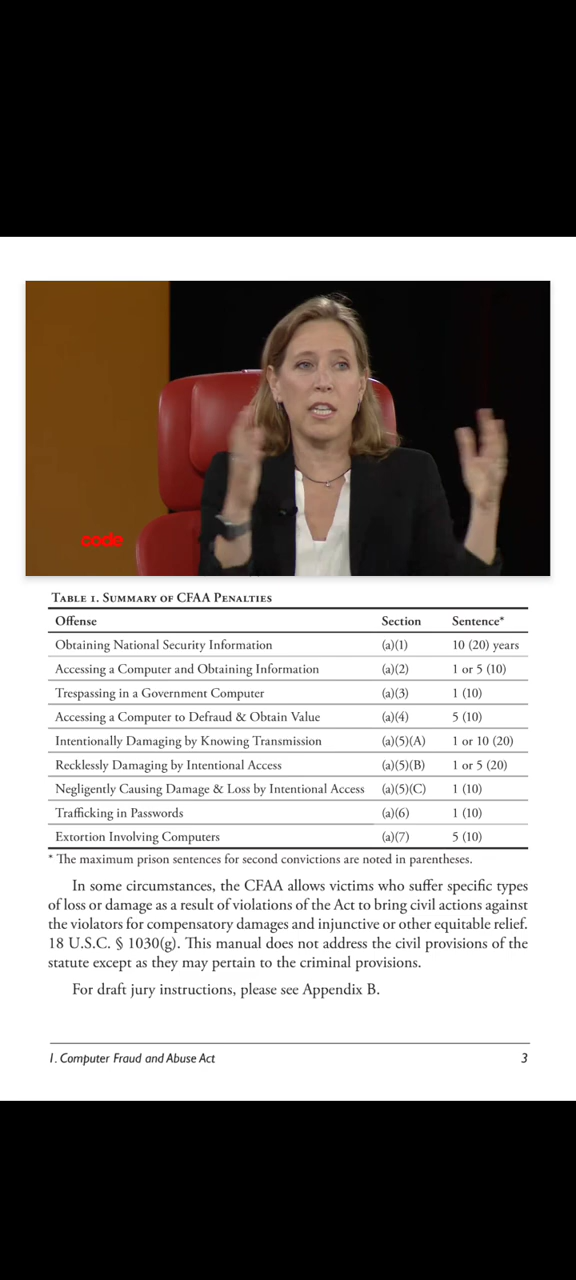 code
TABLE 1. SUMMARY OF CFAA PENALTIES
Offense Section Sentence*
Obtaining National Security Information (a)(1) 10 (20) years
Accessing a Computer and Obtaining Information (a)(2) 1 or 5 (10)
Trespassing in a Government Computer (a)(3) 1 (10)
Accessing a Computer to Defraud & Obtain Value (a)(4) 5 (10)
Intentionally Damaging by Knowing Transmission (a)(5)(A) 1 or 10 (20)
Recklessly Damaging by Intentional Access (a)(5)(B) 1 or 5 (20)
Negligently Causing Damage & Loss by Intentional Access (a)(5)(C) 1 (10)
Trafficking in Passwords (a)(6) 1 (10)
Extortion Involving Computers (a)(7) 5 (10)
* The maximum prison sentences for second convictions are noted in parentheses.
In some circumstances, the CFAA allows victims who suffer specific types
of loss or damage as a result of violations of the Act to bring civil actions against
the violators for compensatory damages and injunctive or other equitable relief.
18 U.S.C. § 1030(g). This manual does not address the civil provisions of the
statute except as they may pertain to the criminal provisions.
For draft jury instructions, please see Appendix B.
1. Computer Fraud and Abuse Act 3